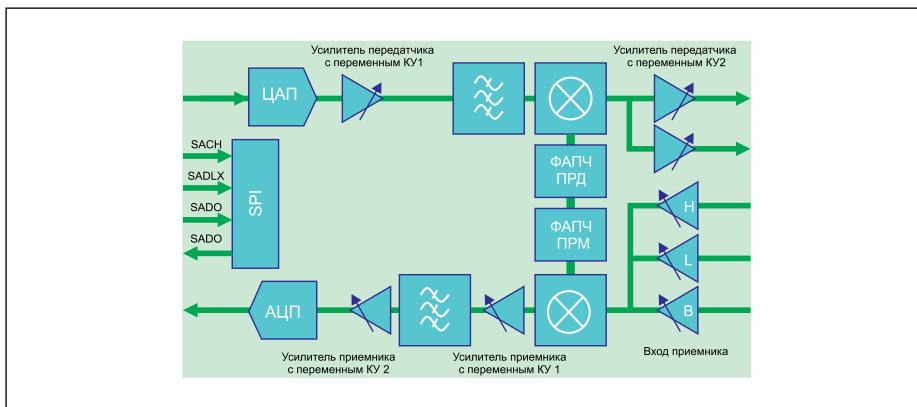 Усилитель передатчика
с переменным КУ1
Усилитель передатчика
с переменным КУ2
ЦАП
SACH
SADLX
SADO
SADO
SPI
ФАПЧ
ПРД
ФАПЧ
ПРМ
H
L
B
АЦП
Усилитель приемника
с переменным КУ 2
Усилитель приемника
с переменным КУ 1
Вход приемника